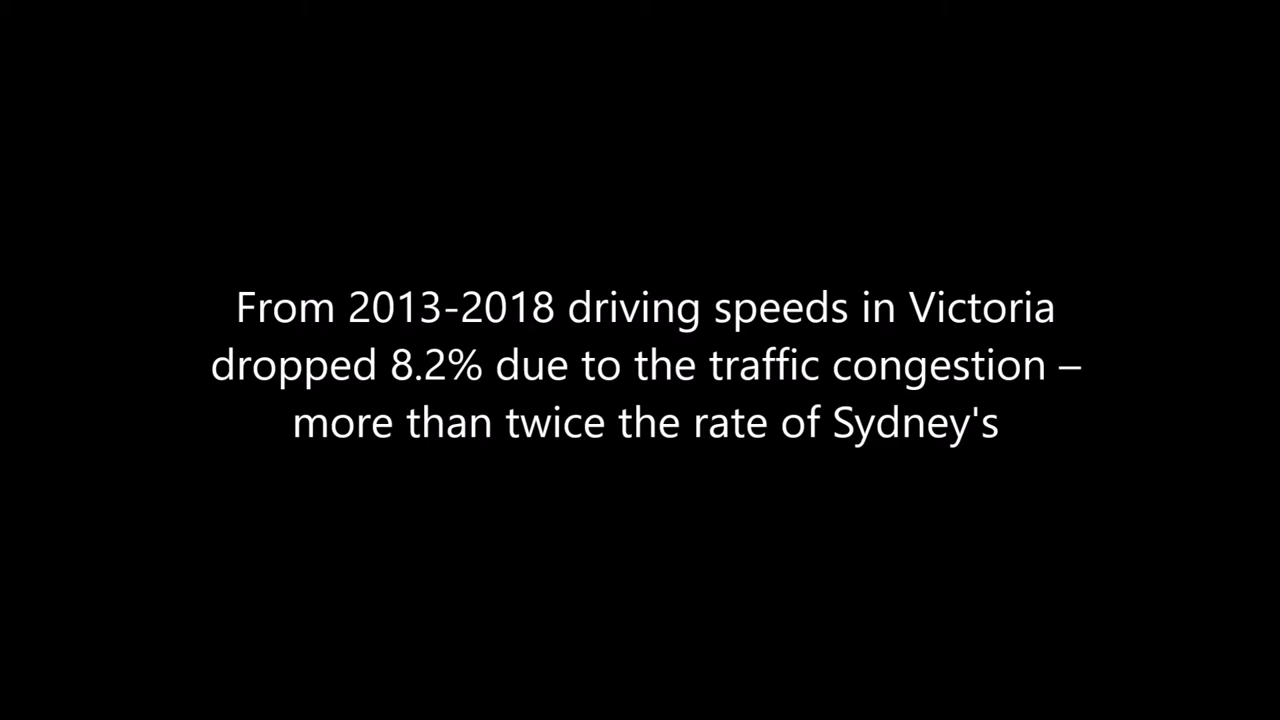 From 2013-2018 driving speeds in Victoria
dropped 8.2% due to the traffic congestion –
more than twice the rate of Sydney's